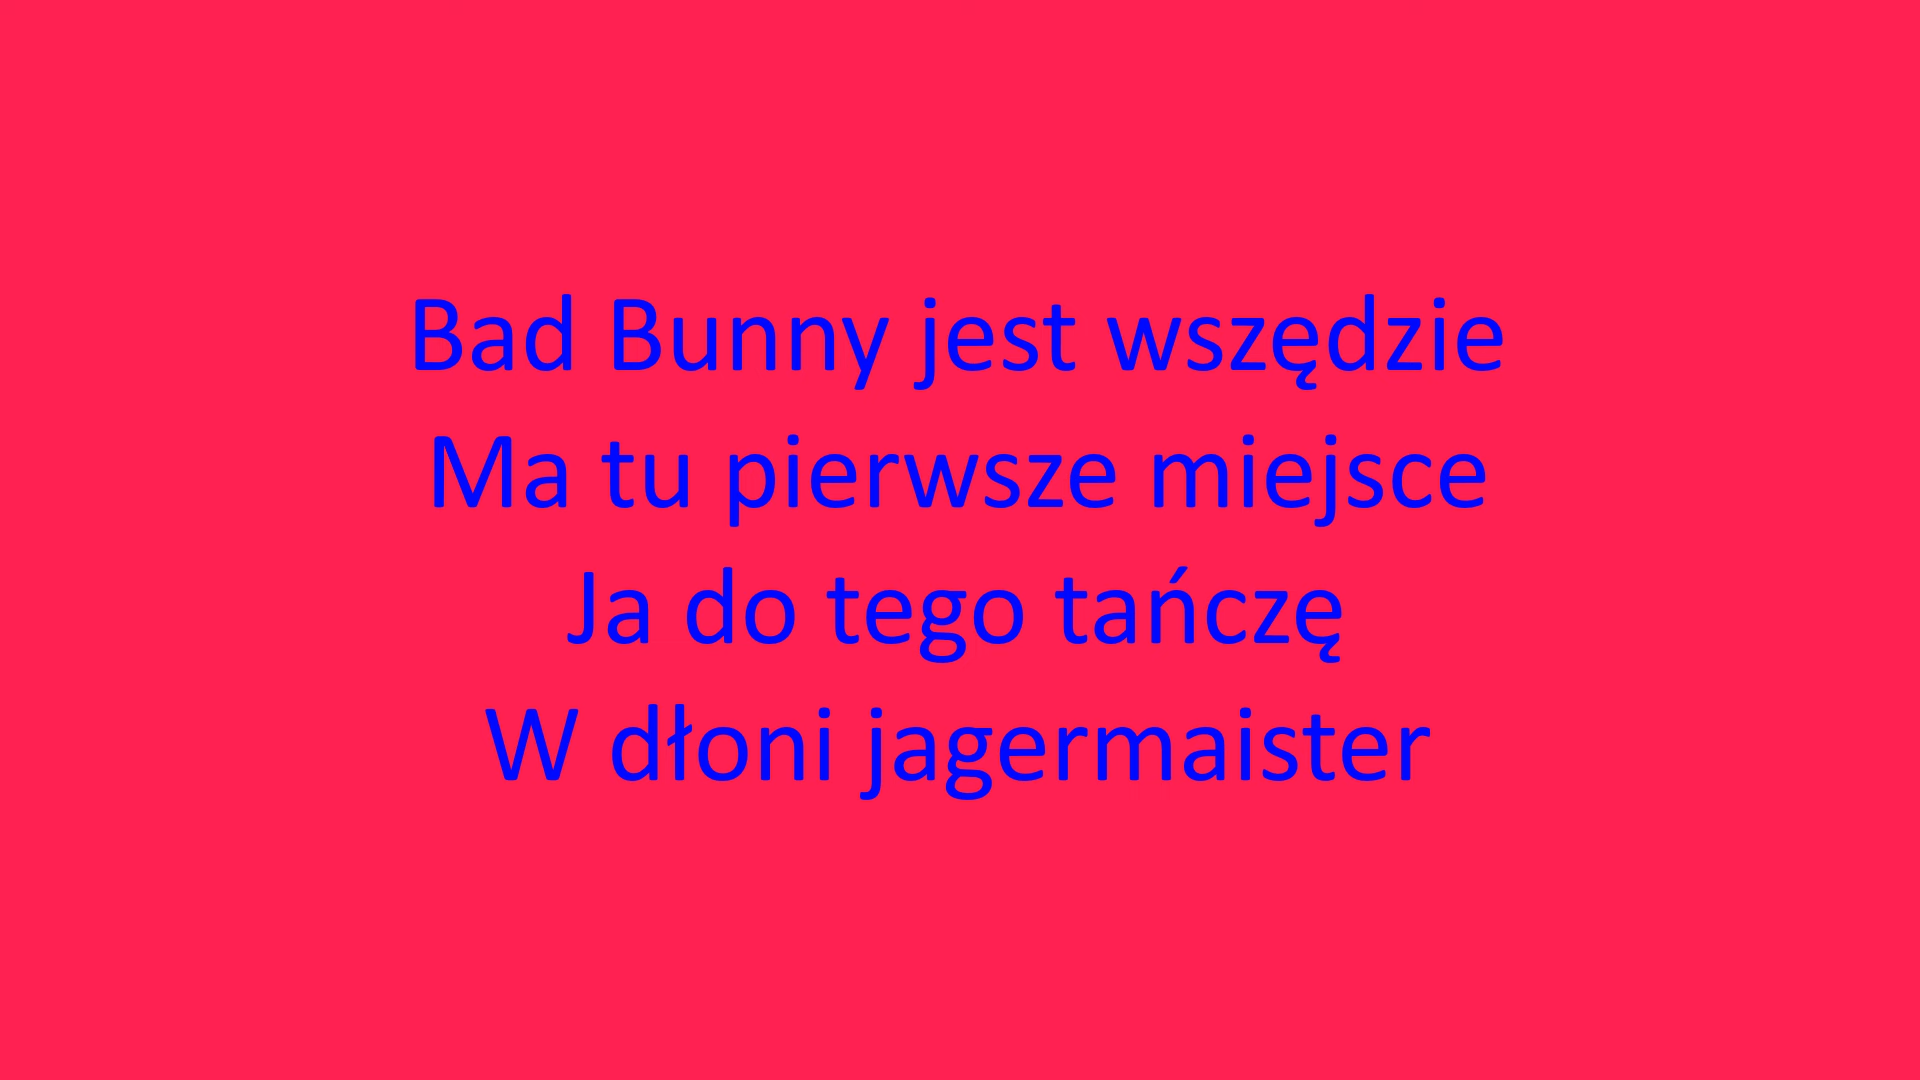 Bad Bunny jest wszędzie
Ma tu pierwsze miejsce
Ja do tego tańczę
W dłoni jagermaister